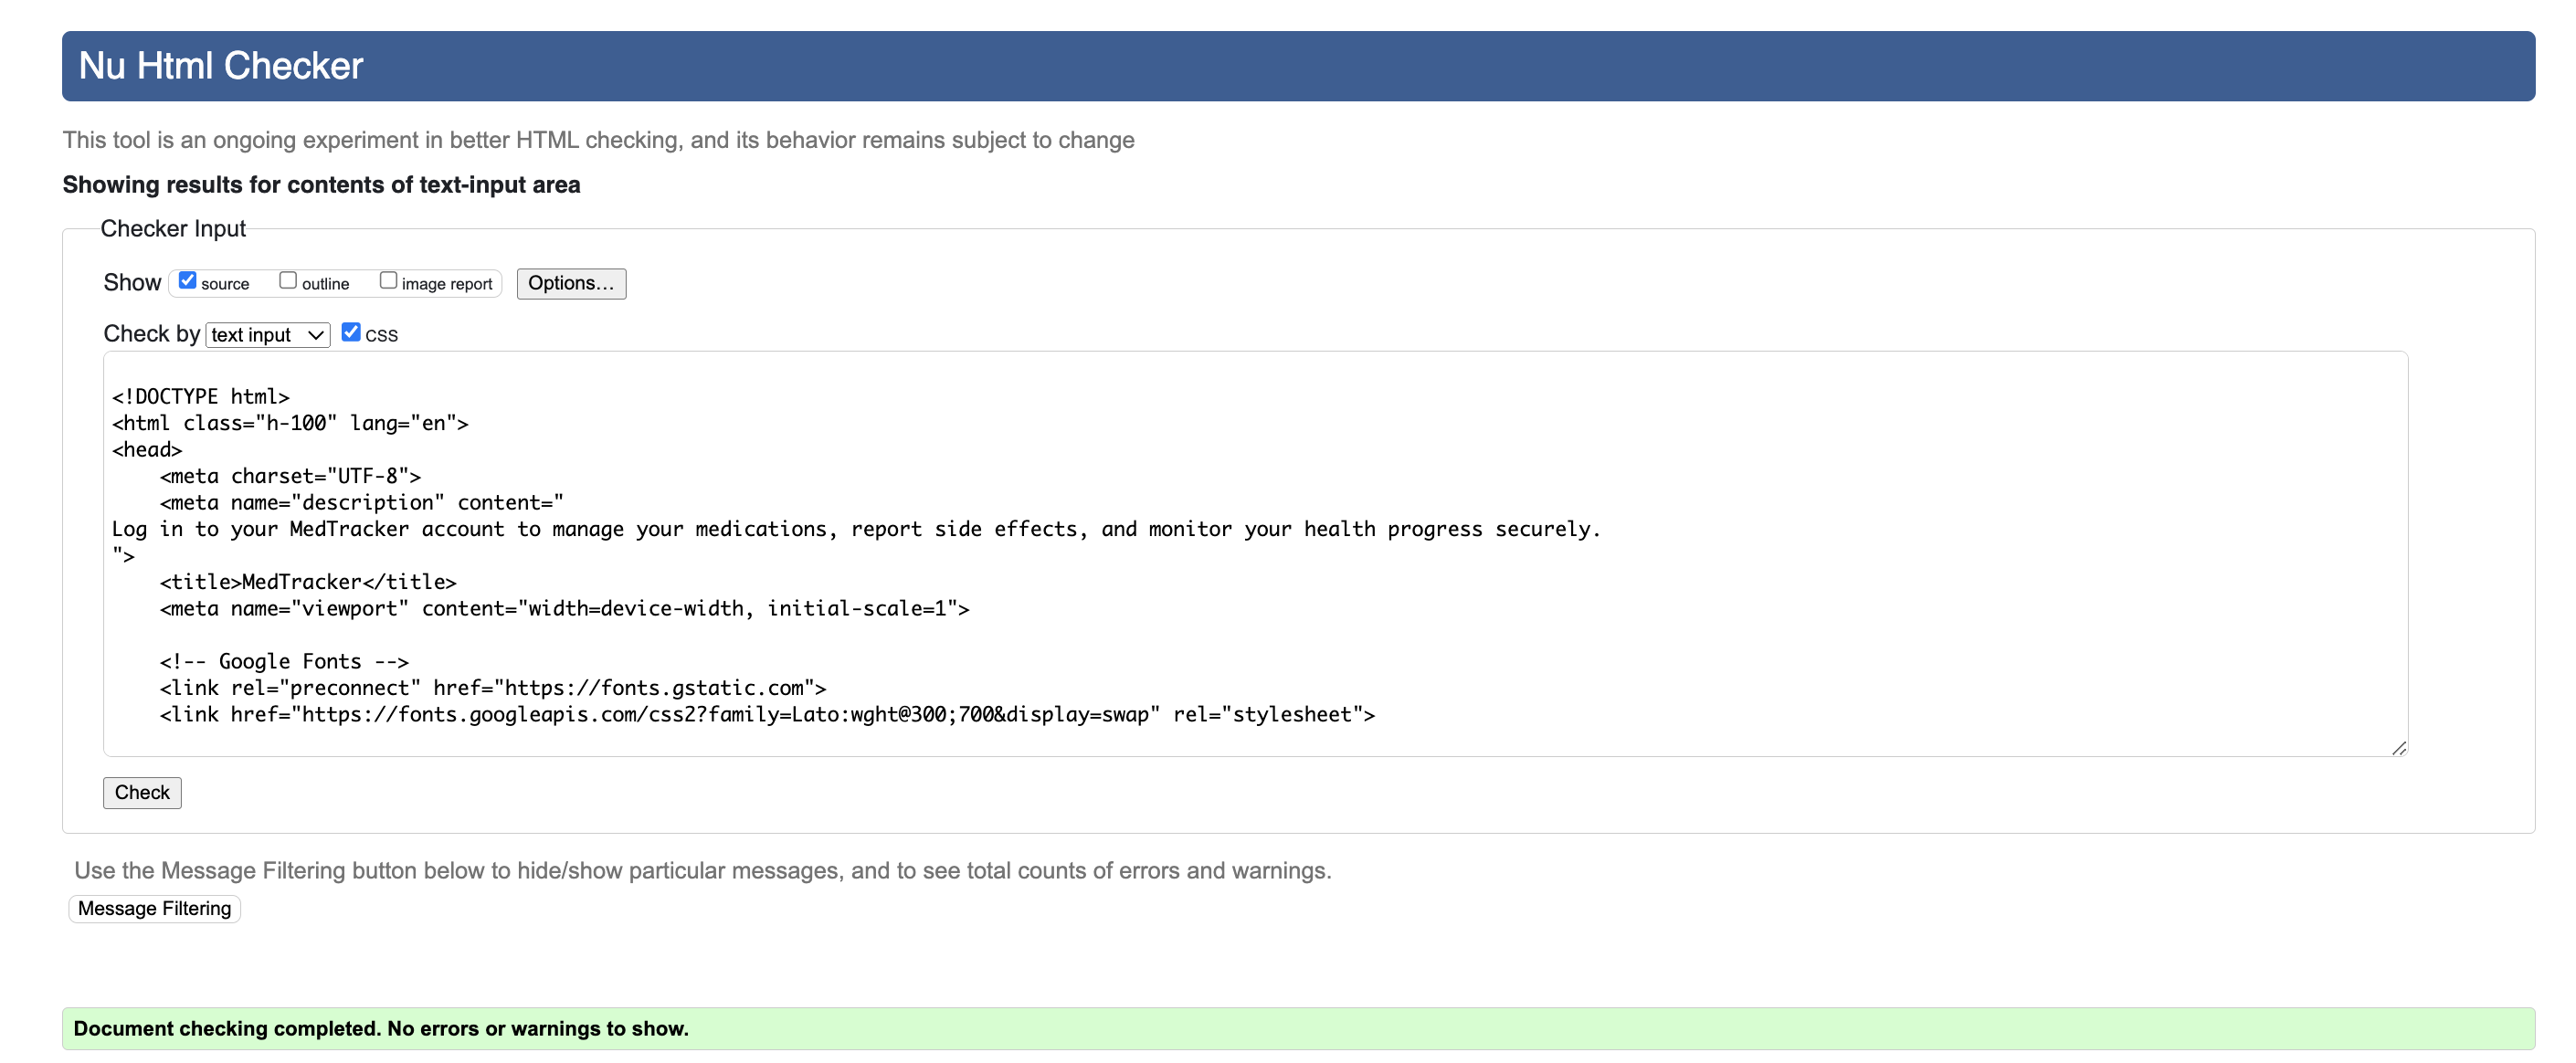 Nu Html Checker
This tool is an ongoing experiment in better HTML checking, and its behavior remains subject to change
Showing results for contents of text-input area
Checker Input
Show source outline image report Options...
Check by text input CSS
<!DOCTYPE html>
<html class="h-100" lang="en">
<head>
    <meta charset="UTF-8">
    <meta name="description" content="
Log in to your MedTracker account to manage your medications, report side effects, and monitor your health progress securely.
">
    <title>MedTracker</title>
    <meta name="viewport" content="width=device-width, initial-scale=1">
    <!-- Google Fonts -->
    <link rel="preconnect" href="https://fonts.gstatic.com">
    <link href="https://fonts.googleapis.com/css2?family=Lato:wght@300;700&display=swap" rel="stylesheet">
Check
Use the Message Filtering button below to hide/show particular messages, and to see total counts of errors and warnings.
Message Filtering
Document checking completed. No errors or warnings to show.